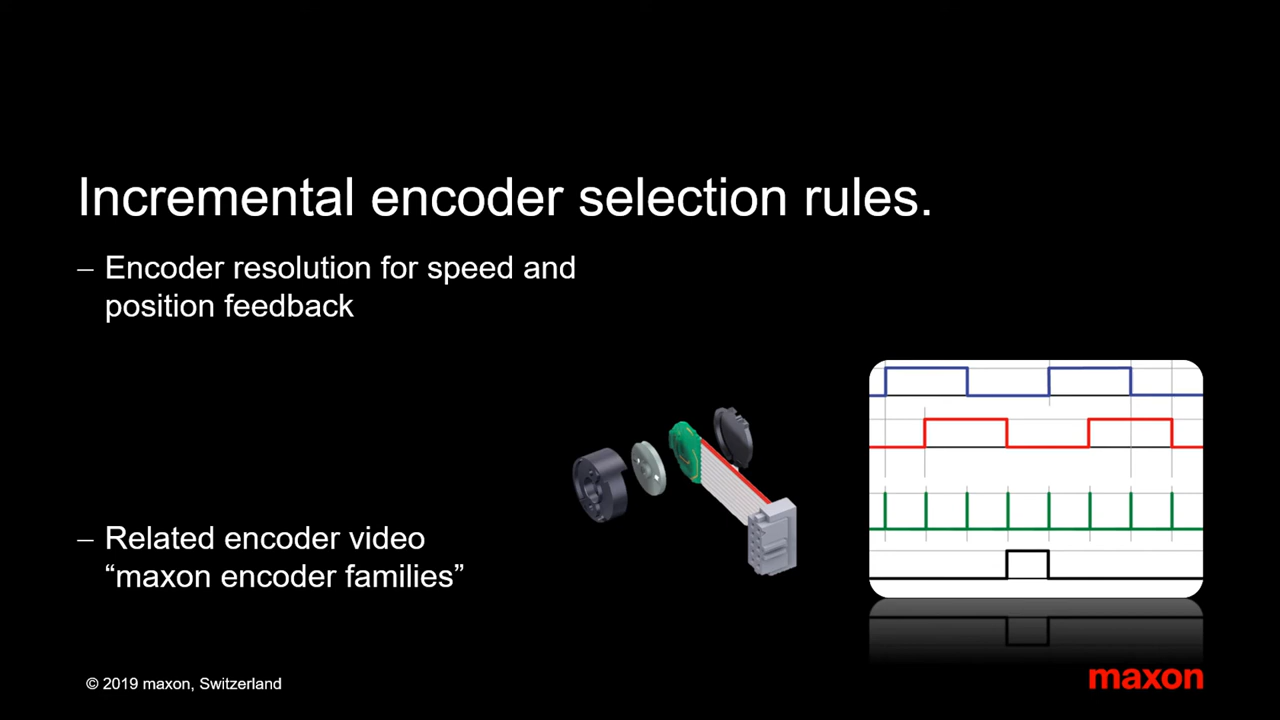 Incremental encoder selection rules.
– Encoder resolution for speed and
position feedback
– Related encoder video
“maxon encoder families”
© 2019 maxon, Switzerland
maxon